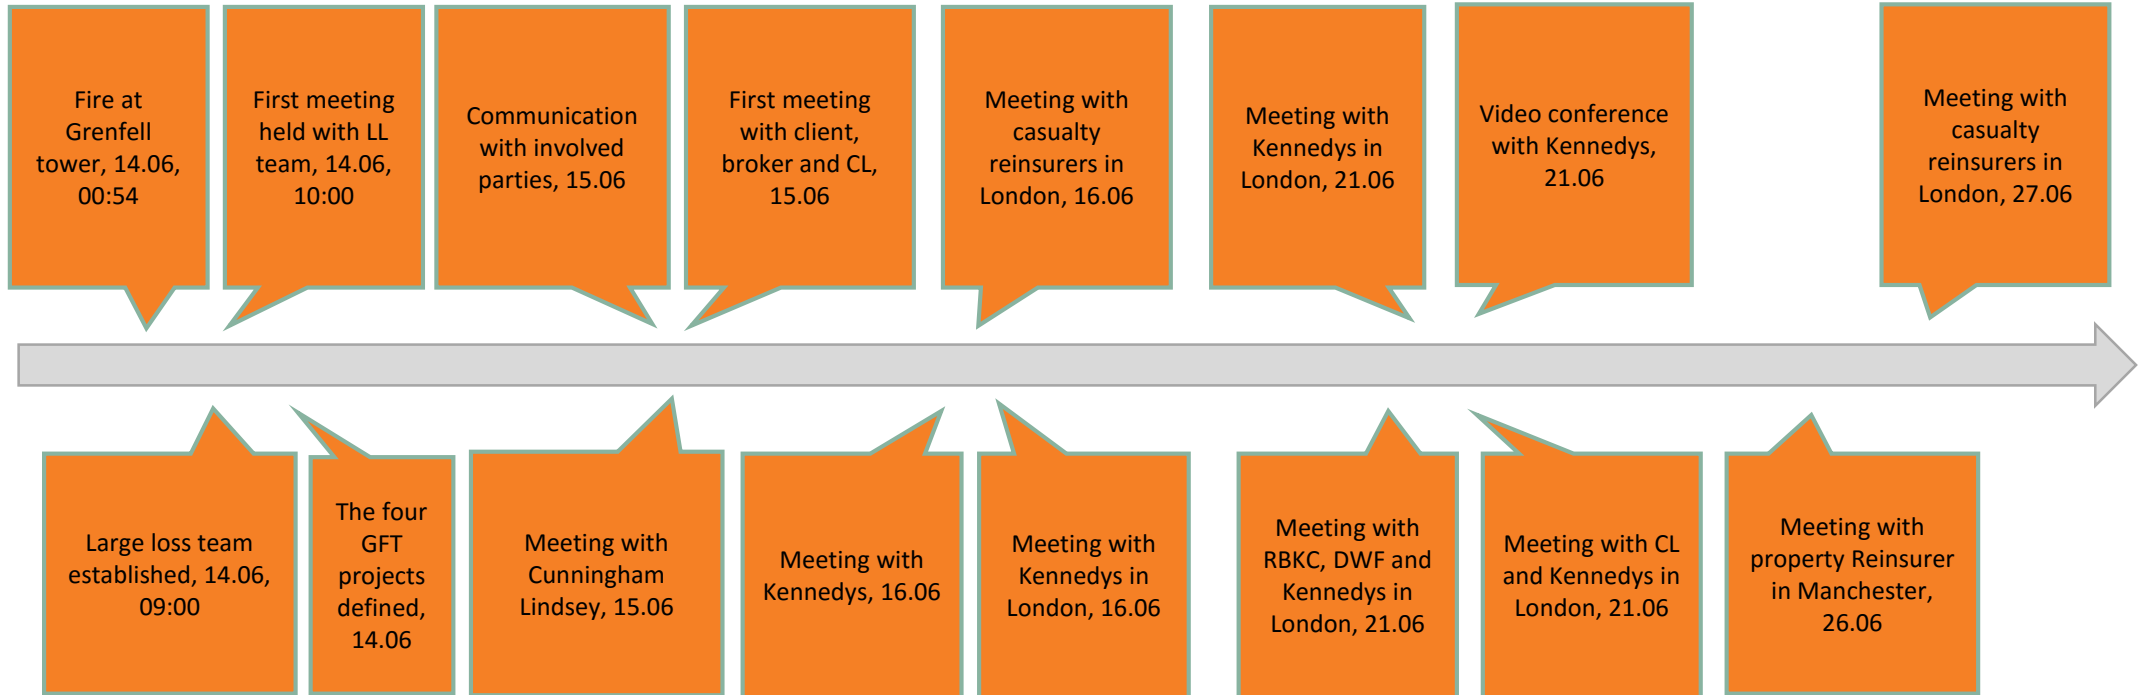 Fire at
Grenfell
tower, 14.06,
00:54
First meeting
held with LL
team, 14.06,
10:00
Communication
with involved
parties, 15.06
First meeting
with client,
broker and CL,
15.06
Meeting with
casualty
reinsurers in
London, 16.06
Meeting with
Kennedys in
London, 21.06
Video conference
with Kennedys,
21.06
Meeting with
casualty
reinsurers in
London, 27.06
Large loss team
established, 14.06,
09:00
The four
GFT
projects
defined,
14.06
Meeting with
Cunningham
Lindsey, 15.06
Meeting with
Kennedys, 16.06
Meeting with
Kennedys in
London, 16.06
Meeting with
RBKC, DWF and
Kennedys in
London, 21.06
Meeting with CL
and Kennedys in
London, 21.06
Meeting with
property Reinsurer
in Manchester,
26.06